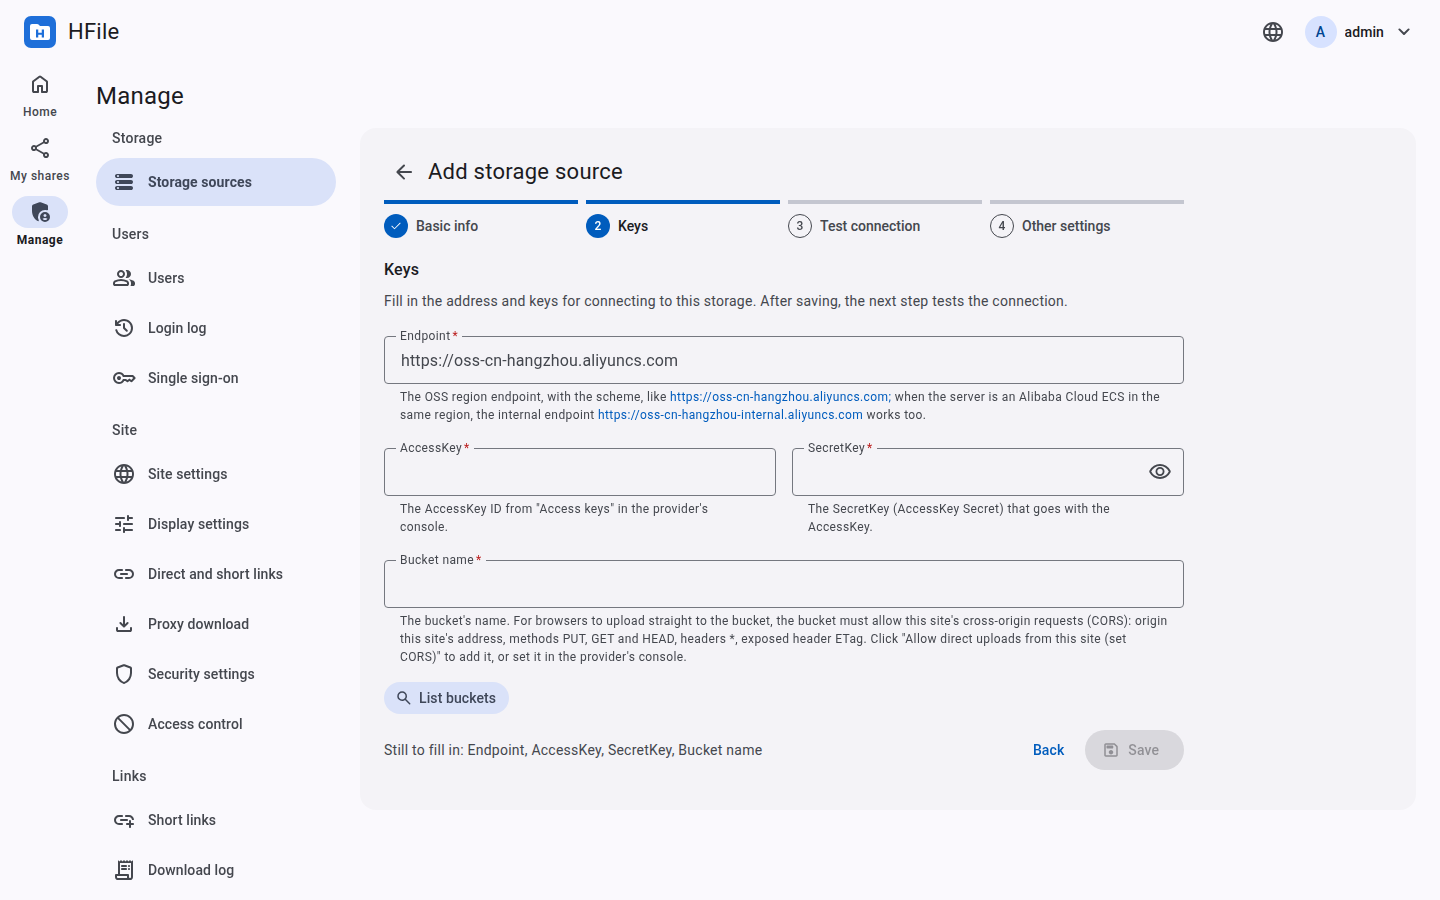 HFile
A
admin
Home
My shares
Manage
Manage
Storage
Storage sources
Users
Users
Login log
Single sign-on
Site
Site settings
Display settings
Direct and short links
Proxy download
Security settings
Access control
Links
Short links
Download log
Add storage source
Basic info
2 Keys
3 Test connection
4 Other settings
Keys
Fill in the address and keys for connecting to this storage. After saving, the next step tests the connection.
Endpoint *
https://oss-cn-hangzhou.aliyuncs.com
The OSS region endpoint, with the scheme, like https://oss-cn-hangzhou.aliyuncs.com; when the server is an Alibaba Cloud ECS in the
same region, the internal endpoint https://oss-cn-hangzhou-internal.aliyuncs.com works too.
AccessKey *
The AccessKey ID from "Access keys" in the provider's
console.
SecretKey *
The SecretKey (AccessKey Secret) that goes with the
AccessKey.
Bucket name *
The bucket's name. For browsers to upload straight to the bucket, the bucket must allow this site's cross-origin requests (CORS): origin
this site's address, methods PUT, GET and HEAD, headers *, exposed header ETag. Click "Allow direct uploads from this site (set
CORS)" to add it, or set it in the provider's console.
List buckets
Still to fill in: Endpoint, AccessKey, SecretKey, Bucket name
Back
Save